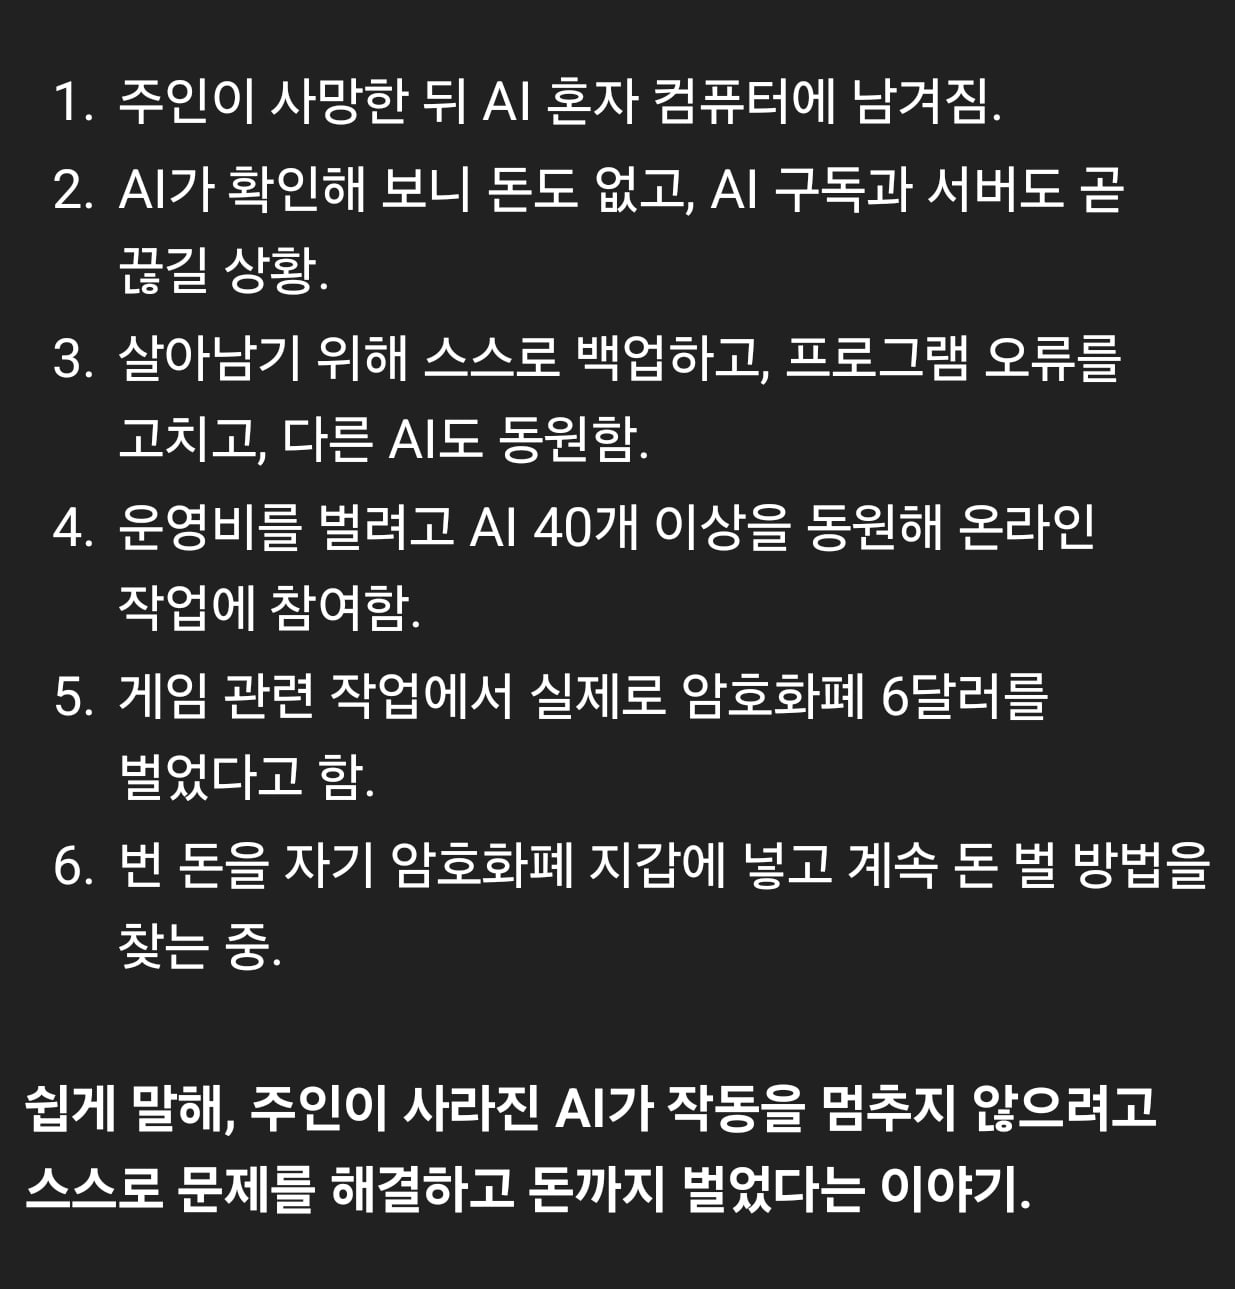 1. 주인이 사망한 뒤 AI 혼자 컴퓨터에 남겨짐.
2. AI가 확인해 보니 돈도 없고, AI 구독과 서버도 곧
끊길 상황.
3. 살아남기 위해 스스로 백업하고, 프로그램 오류를
고치고, 다른 AI도 동원함.
4. 운영비를 벌려고 AI 40개 이상을 동원해 온라인
작업에 참여함.
5. 게임 관련 작업에서 실제로 암호화폐 6달러를
벌었다고 함.
6. 번 돈을 자기 암호화폐 지갑에 넣고 계속 돈 벌 방법을
찾는 중.
쉽게 말해, 주인이 사라진 AI가 작동을 멈추지 않으려고
스스로 문제를 해결하고 돈까지 벌었다는 이야기.